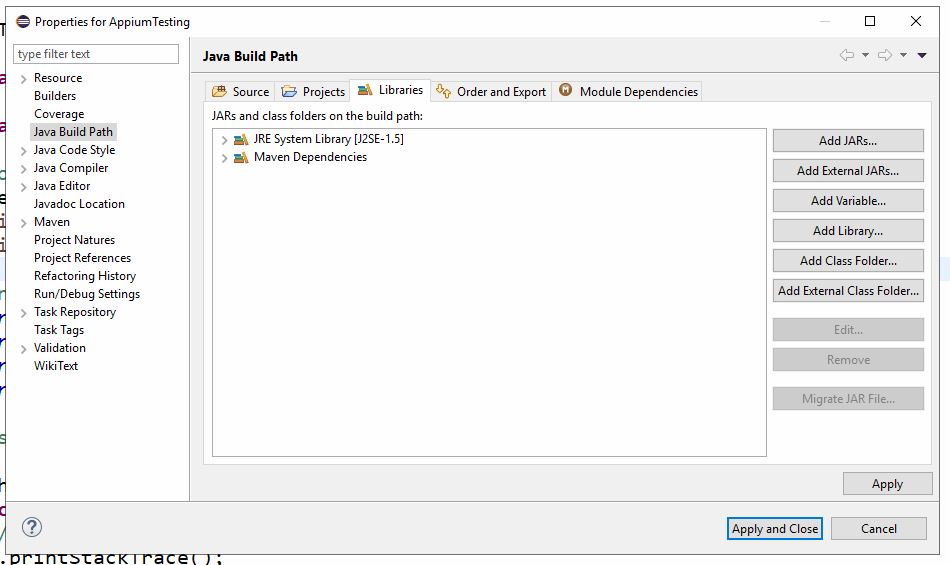 Properties for AppiumTesting
type filter text
Java Build Path
Resource
Builders
Coverage
Java Build Path
Java Code Style
Java Compiler
Java Editor
Javadoc Location
Maven
Project Natures
Project References
Refactoring History
Run/Debug Settings
Task Repository
Task Tags
Validation
WikiText
Source Projects Libraries Order and Export Module Dependencies
JARs and class folders on the build path:
JRE System Library [J2SE-1.5]
Maven Dependencies
Add JARs...
Add External JARs...
Add Variable...
Add Library...
Add Class Folder...
Add External Class Folder...
Edit...
Remove
Migrate JAR File...
Apply
Apply and Close Cancel
.printStackTrace();